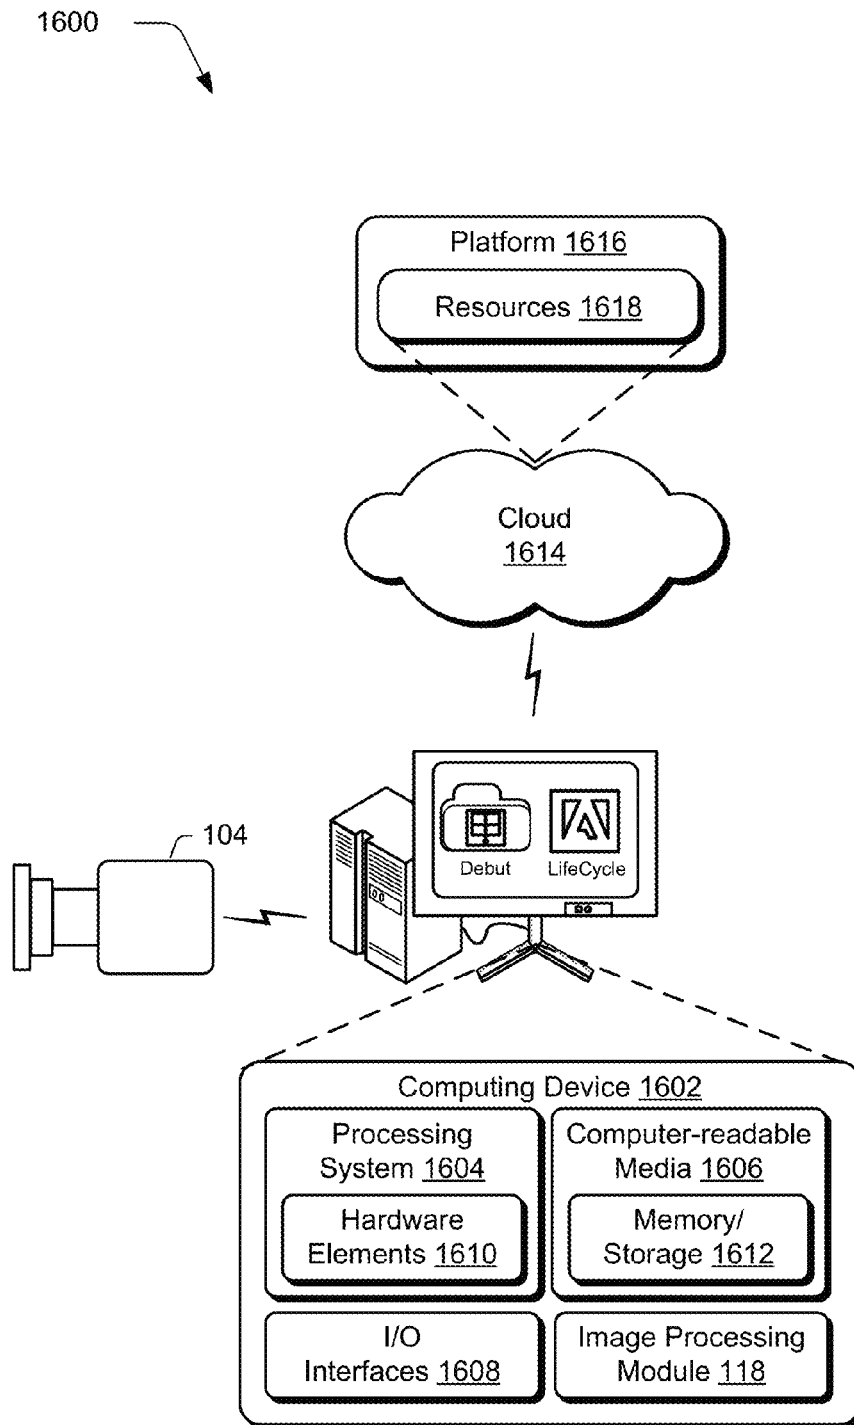 1600
Platform 1616
Resources 1618
Cloud
1614
104
Debut
LifeCycle
Computing Device 1602
Processing
System 1604
Hardware
Elements 1610
Computer-readable
Media 1606
Memory/
Storage 1612
I/O
Interfaces 1608
Image Processing
Module 118